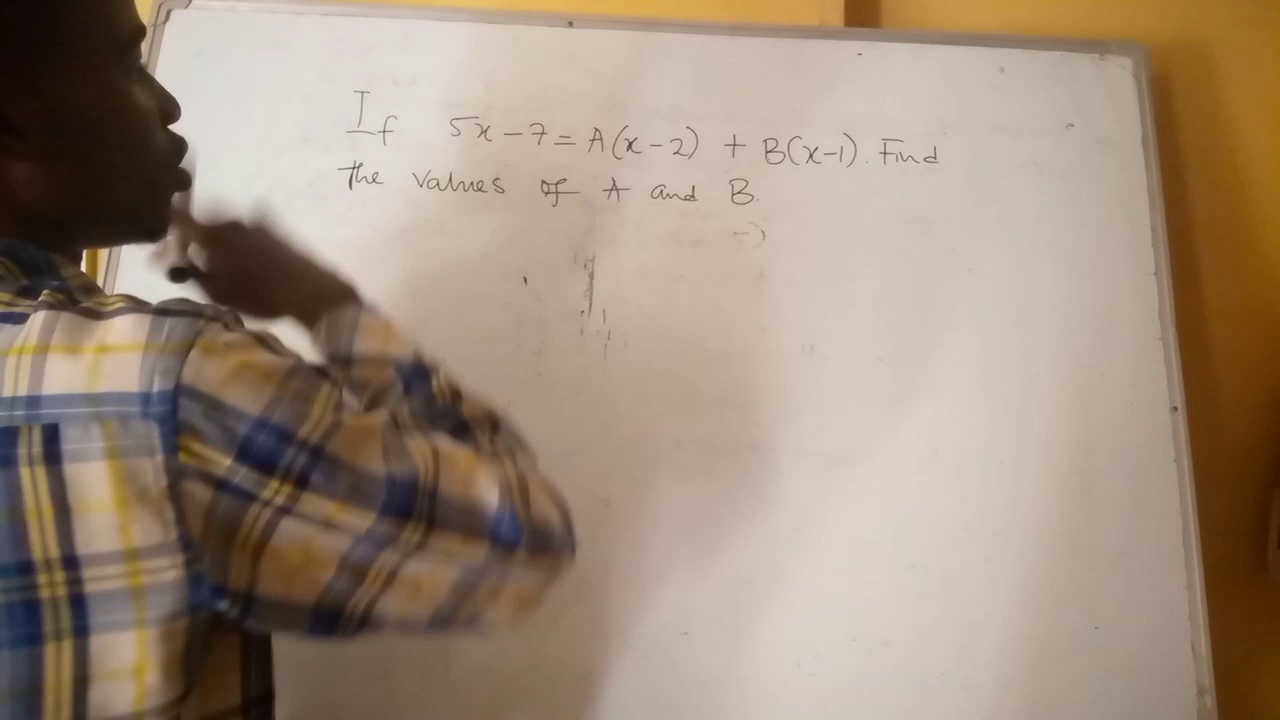 If 5x-7=A(x-2) + B(x-1). Find
the values of A and B.